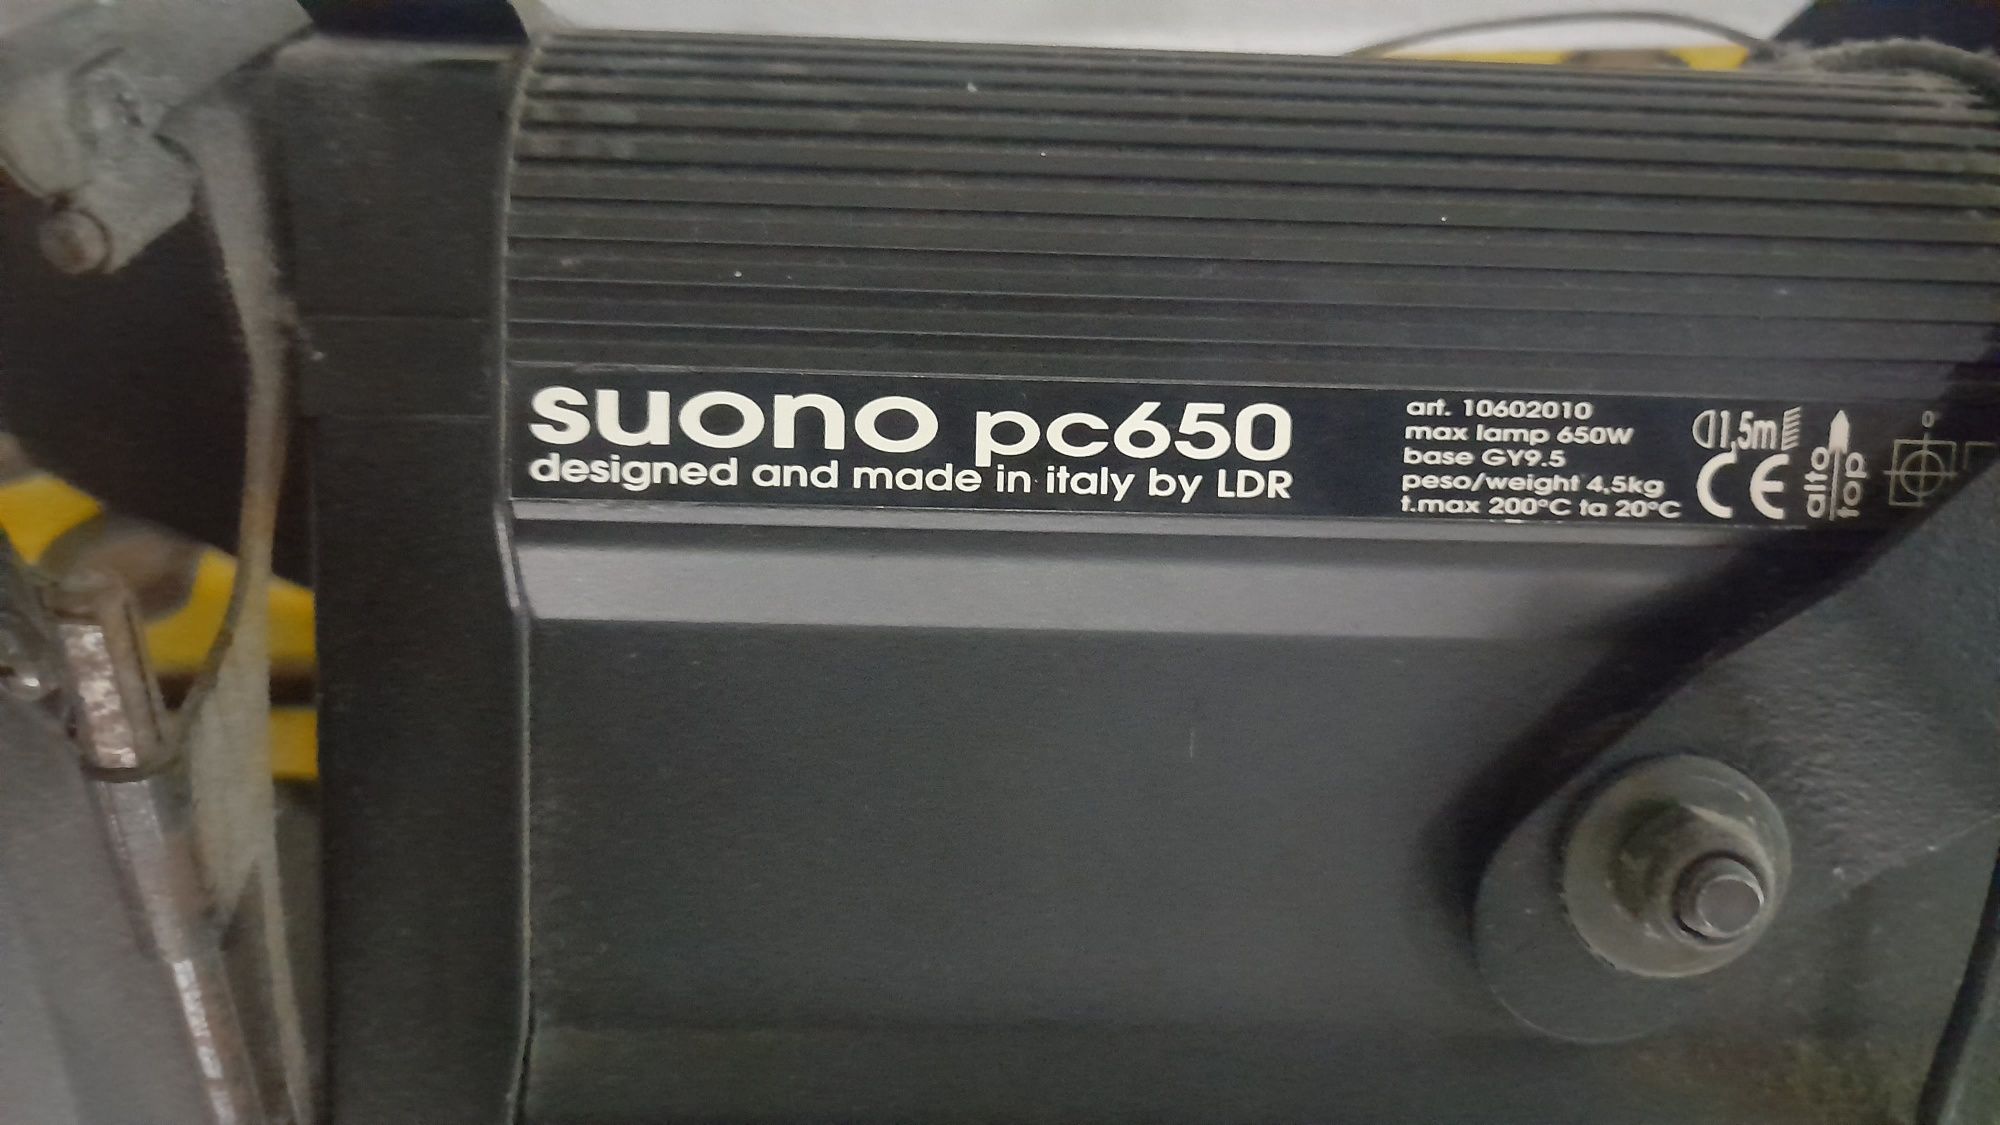 suono pc650
designed and made in italy by LDR
art. 10602010
max lamp 650W
base GY9.5
peso/weight 4,5kg
t.max 200°C ta 20°C
1,5m
CE
alto
top
0°